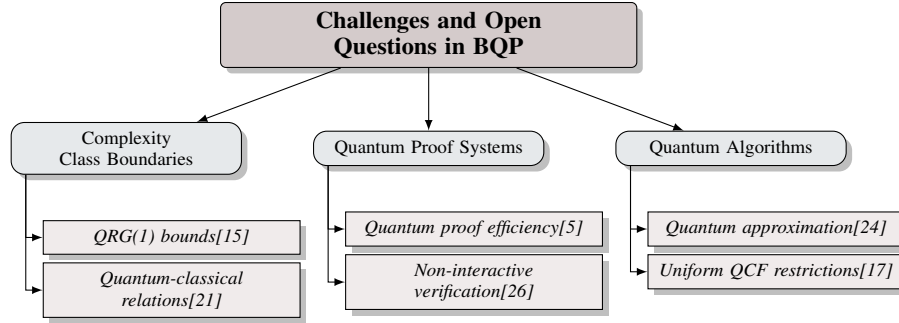 Challenges and Open
Questions in BQP
Complexity
Class Boundaries
QRG(1) bounds[15]
Quantum-classical
relations[21]
Quantum Proof Systems
Quantum proof efficiency[5]
Non-interactive
verification[26]
Quantum Algorithms
Quantum approximation[24]
Uniform QCF restrictions[17]